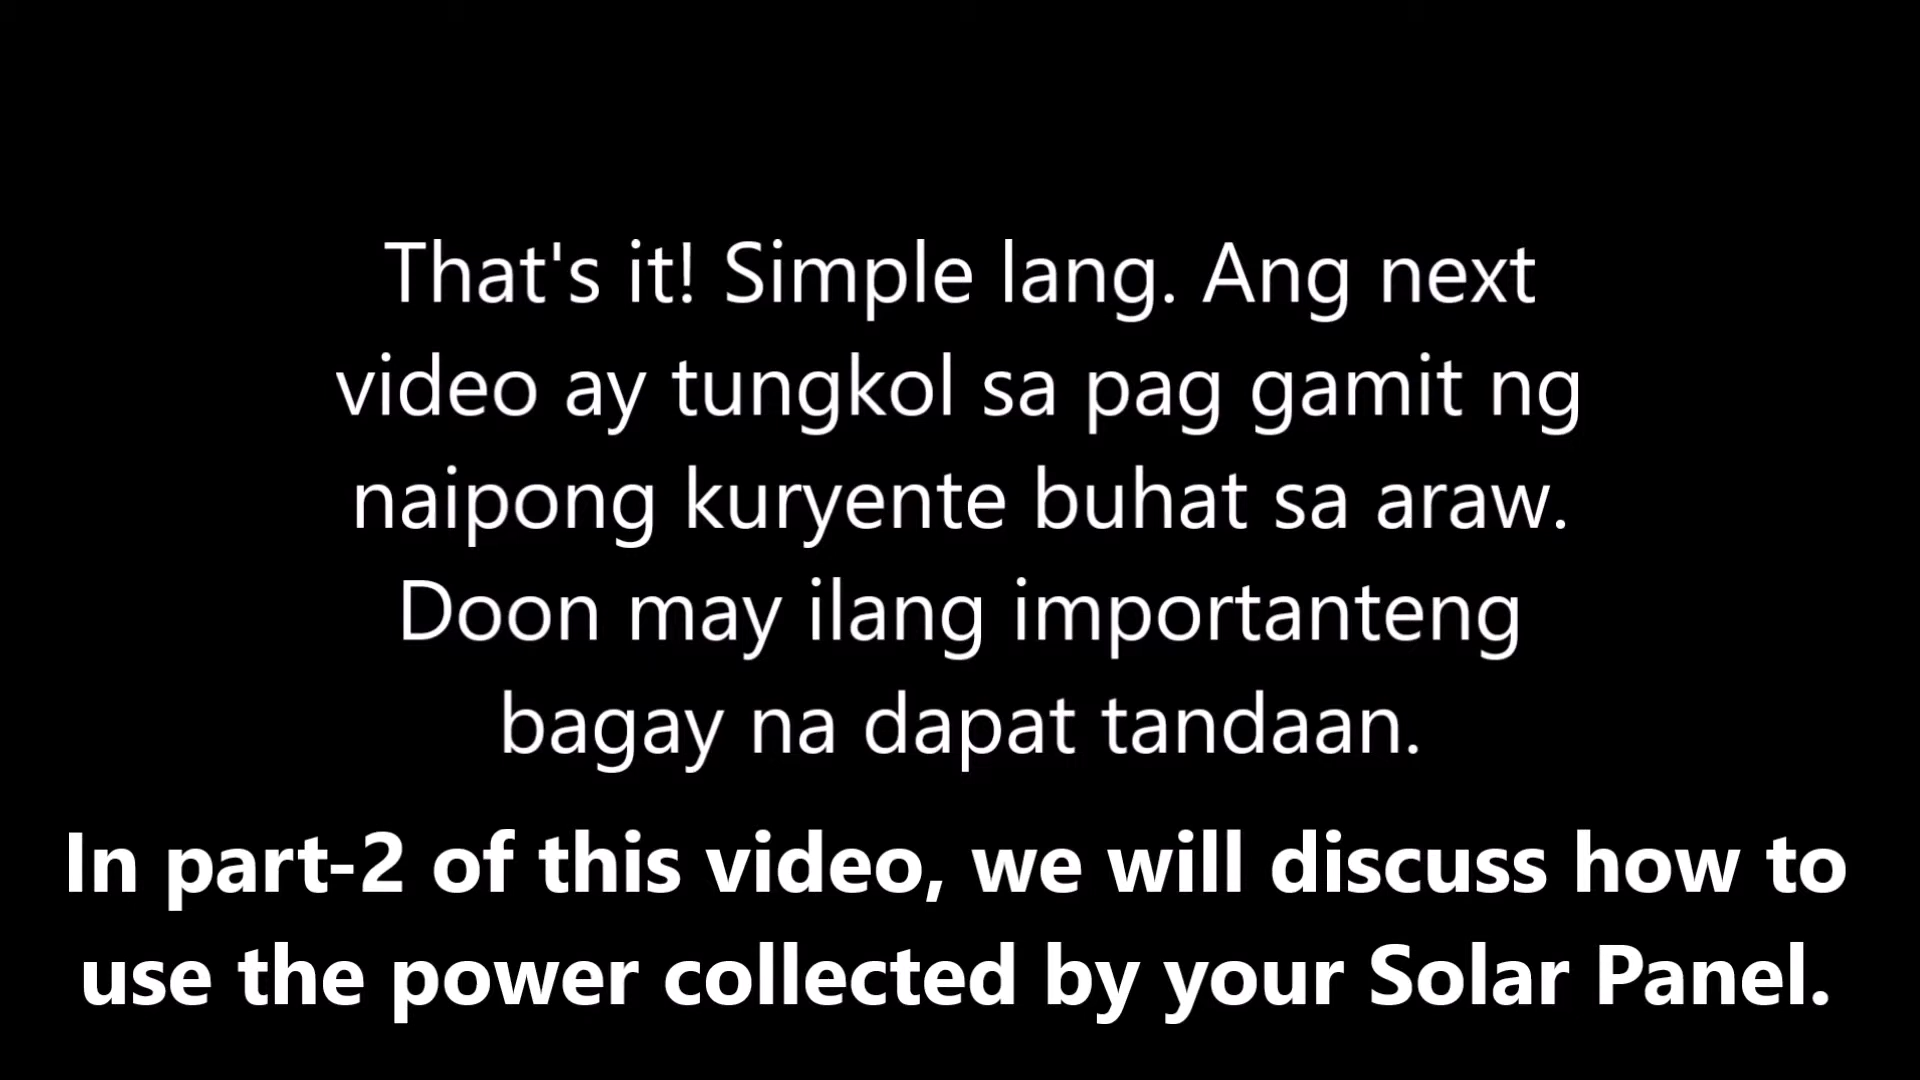 That's it! Simple lang. Ang next
video ay tungkol sa pag gamit ng
naipong kuryente buhat sa araw.
Doon may ilang importanteng
bagay na dapat tandaan.
In part-2 of this video, we will discuss how to
use the power collected by your Solar Panel.